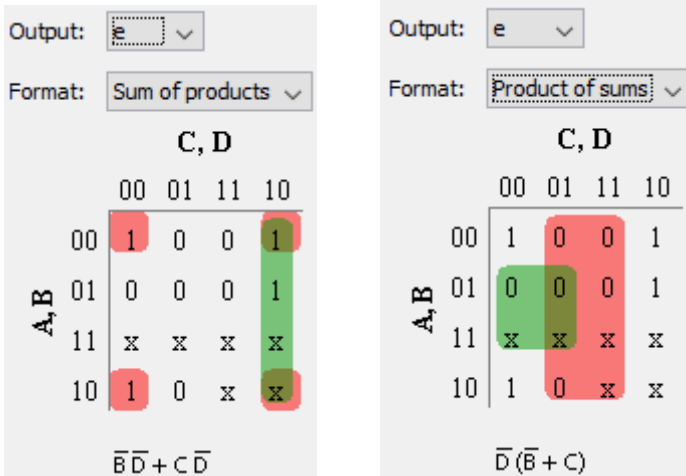 Output: e
Format: Sum of products
C, D
00 01 11 10
00 1 0 0 1
01 0 0 0 1
A, B
11 x x x x
10 1 0 x x
B̅ D̅ + C D̅
Output: e
Format: Product of sums
C, D
00 01 11 10
00 1 0 0 1
01 0 0 0 1
A, B
11 x x x x
10 1 0 x x
D̅ (B̅ + C)